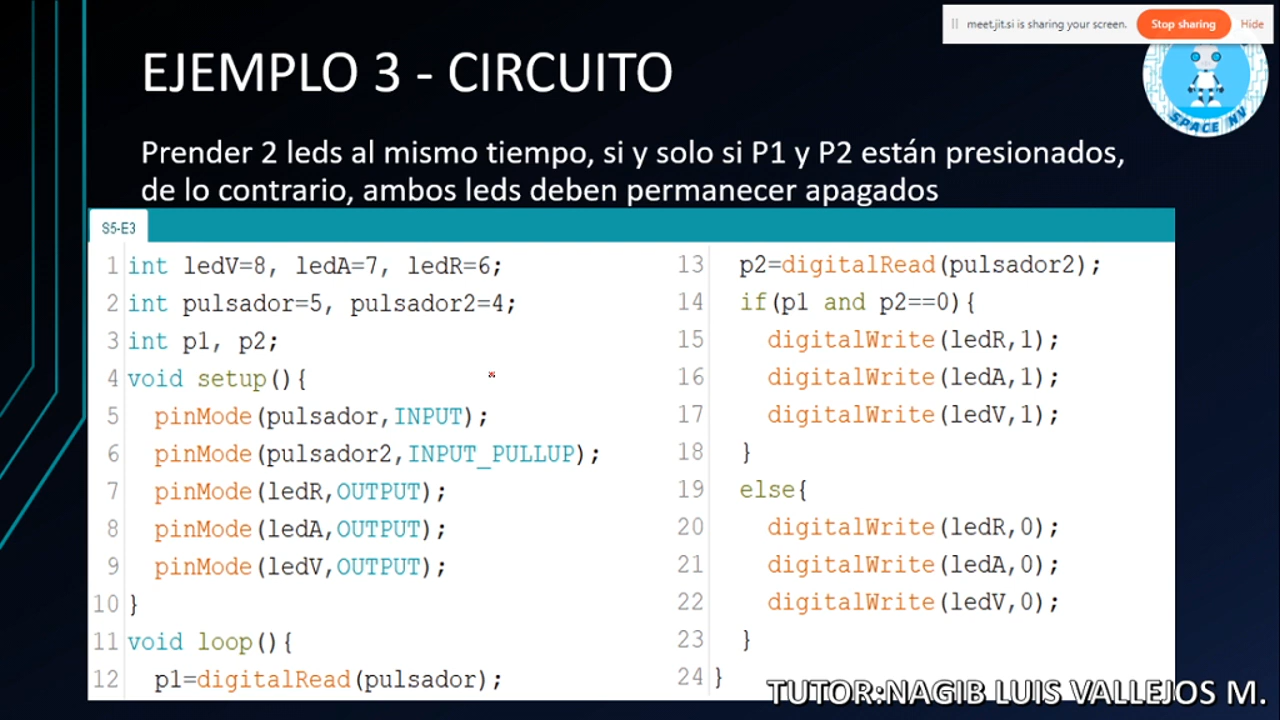 meet.jit.si is sharing your screen. Stop sharing Hide
EJEMPLO 3 - CIRCUITO
SPACE NV
Prender 2 leds al mismo tiempo, si y solo si P1 y P2 están presionados,
de lo contrario, ambos leds deben permanecer apagados
S5-E3
1 int ledV=8, ledA=7, ledR=6;
2 int pulsador=5, pulsador2=4;
3 int p1, p2;
4 void setup(){
5 pinMode(pulsador,INPUT);
6 pinMode(pulsador2,INPUT_PULLUP);
7 pinMode(ledR,OUTPUT);
8 pinMode(ledA,OUTPUT);
9 pinMode(ledV,OUTPUT);
10 }
11 void loop(){
12 p1=digitalRead(pulsador);
13 p2=digitalRead(pulsador2);
14 if(p1 and p2==0){
15 digitalWrite(ledR,1);
16 digitalWrite(ledA,1);
17 digitalWrite(ledV,1);
18 }
19 else{
20 digitalWrite(ledR,0);
21 digitalWrite(ledA,0);
22 digitalWrite(ledV,0);
23 }
24 }
TUTOR:NAGIB LUIS VALLEJOS M.